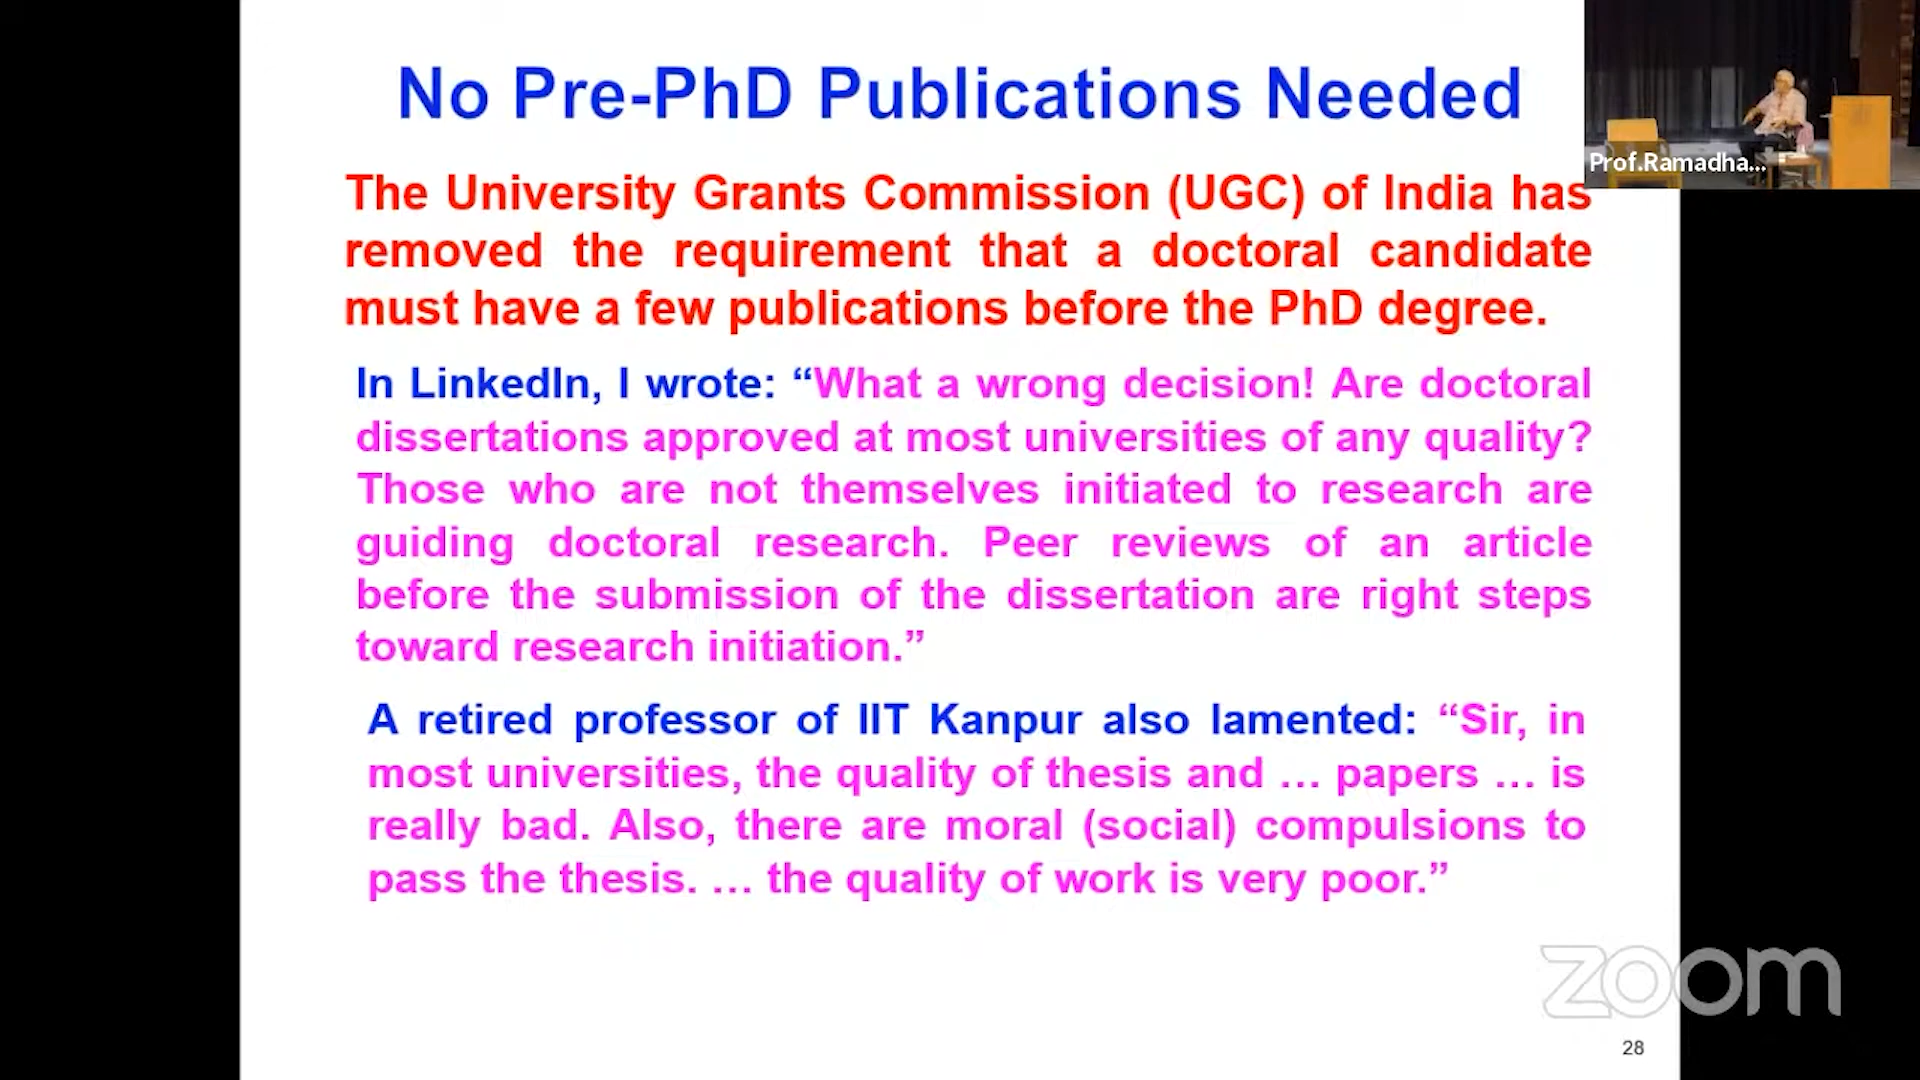 No Pre-PhD Publications Needed
Prof.Ramadha...
The University Grants Commission (UGC) of India has
removed the requirement that a doctoral candidate
must have a few publications before the PhD degree.
In LinkedIn, I wrote: “What a wrong decision! Are doctoral
dissertations approved at most universities of any quality?
Those who are not themselves initiated to research are
guiding doctoral research. Peer reviews of an article
before the submission of the dissertation are right steps
toward research initiation.”
A retired professor of IIT Kanpur also lamented: “Sir, in
most universities, the quality of thesis and … papers … is
really bad. Also, there are moral (social) compulsions to
pass the thesis. … the quality of work is very poor.”
zoom
28